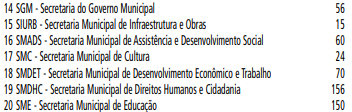 14 SGM - Secretaria do Governo Municipal 56
15 SIURB - Secretaria Municipal de Infraestrutura e Obras 15
16 SMADS - Secretaria Municipal de Assistência e Desenvolvimento Social 60
17 SMC - Secretaria Municipal de Cultura 24
18 SMDET - Secretaria Municipal de Desenvolvimento Econômico e Trabalho 70
19 SMDHC - Secretaria Municipal de Direitos Humanos e Cidadania 156
20 SME - Secretaria Municipal de Educação 150